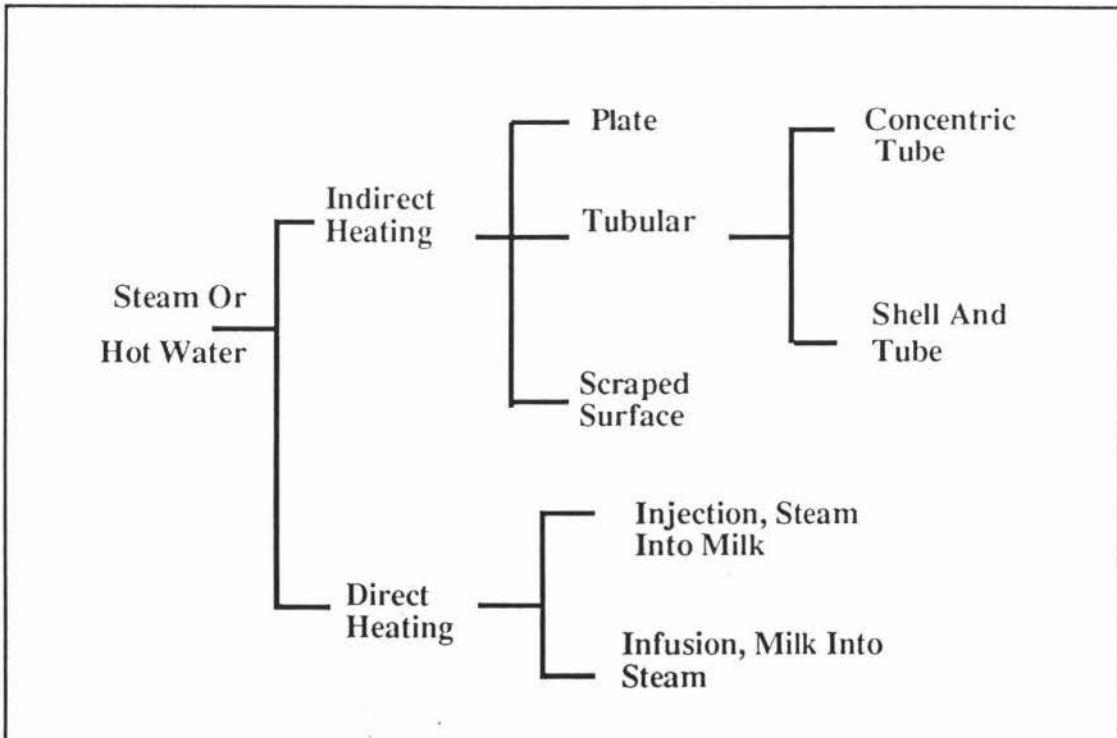 Steam Or
Hot Water
Indirect
Heating
Plate
Tubular
Scraped
Surface
Concentric
Tube
Shell And
Tube
Direct
Heating
Injection, Steam
Into Milk
Infusion, Milk Into
Steam